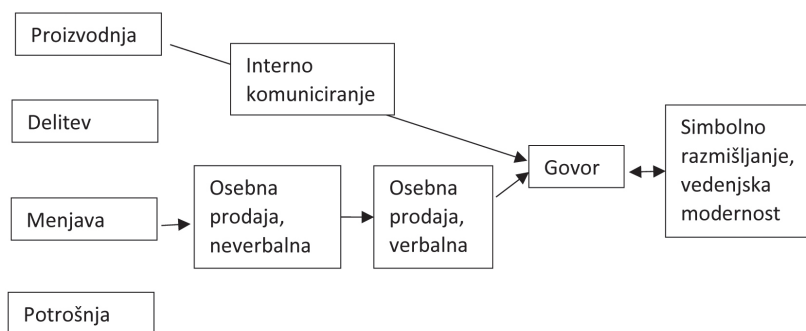 Proizvodnja
Interno
komuniciranje
Delitev
Simbolno
razmišljanje,
vedenjska
modernost
Govor
Menjava
Osebna
prodaja,
neverbalna
Osebna
prodaja,
verbalna
Potrošnja